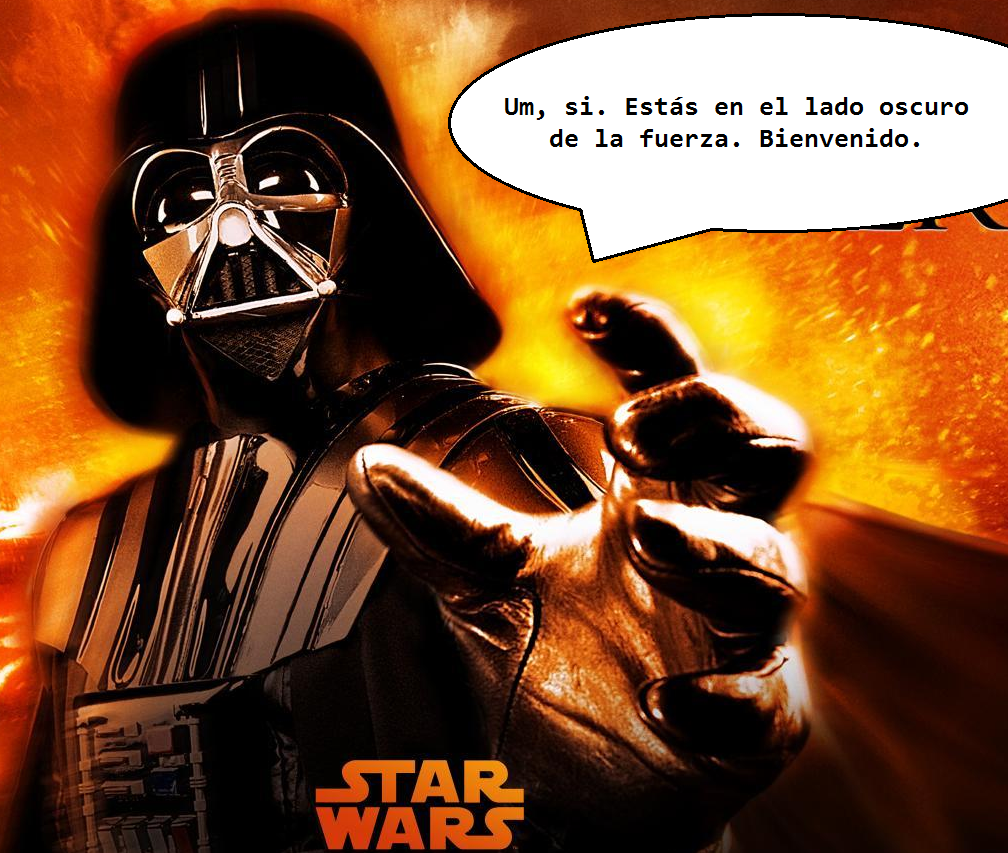 Um, si. Estás en el lado oscuro
de la fuerza. Bienvenido.
STAR
WARS